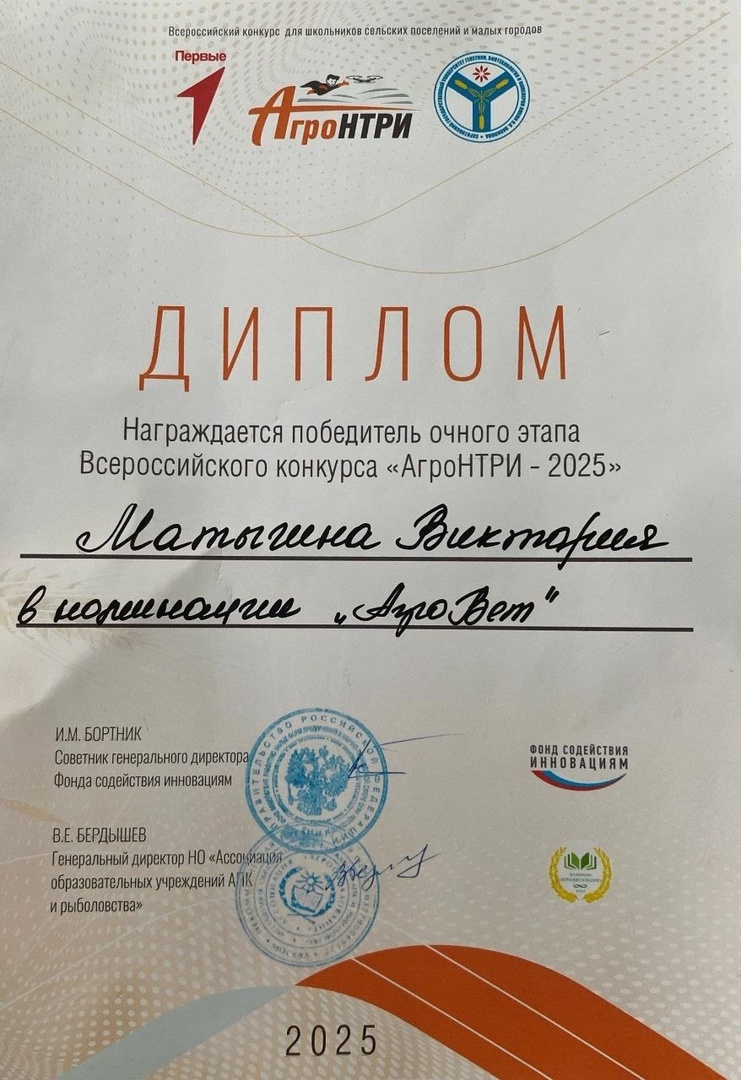 Всероссийский конкурс для школьников сельских поселений и малых городов
Первые
АгроНТРИ
ДИПЛОМ
Награждается победитель очного этапа
Всероссийского конкурса «АгроНТРИ - 2025»
Матыгина Виктария
в номинации „АгроВет"
И.М. БОРТНИК
Советник генерального директора
Фонда содействия инновациям
ФОНД СОДЕЙСТВИЯ
ИННОВАЦИЯМ
В.Е. БЕРДЫШЕВ
Генеральный директор НО «Ассоциация
образовательных учреждений АПК
и рыболовства»
2025